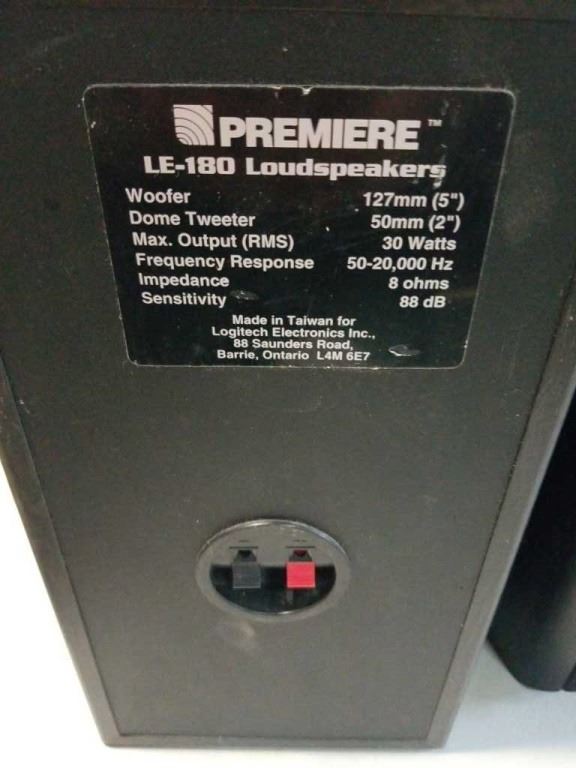 PREMIERE™
LE-180 Loudspeakers
Woofer 127mm (5")
Dome Tweeter 50mm (2")
Max. Output (RMS) 30 Watts
Frequency Response 50-20,000 Hz
Impedance 8 ohms
Sensitivity 88 dB
Made in Taiwan for
Logitech Electronics Inc.,
88 Saunders Road,
Barrie, Ontario L4M 6E7